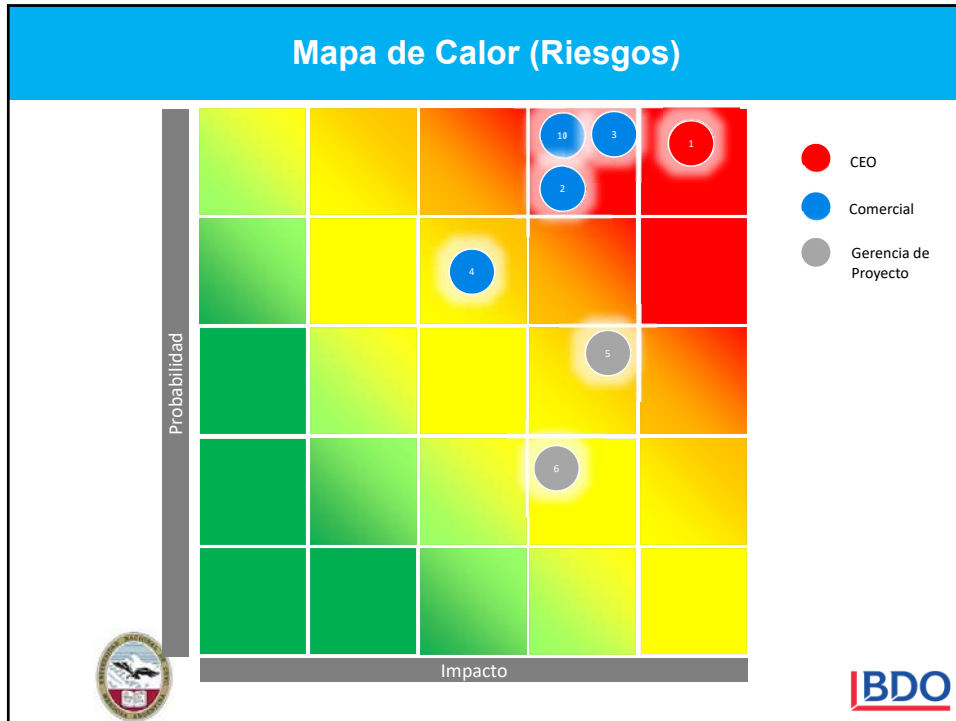 Mapa de Calor (Riesgos)
10
3
1
2
4
5
6
CEO
Comercial
Gerencia de
Proyecto
Probabilidad
Impacto
BDO